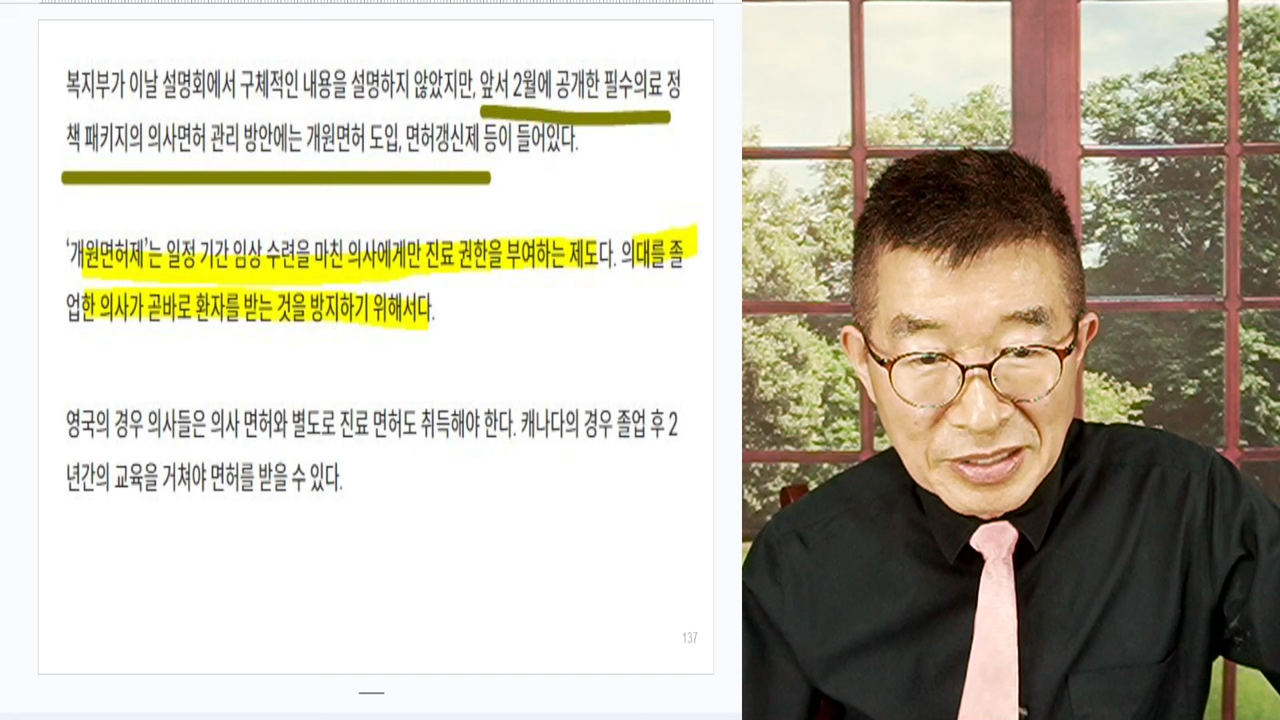 복지부가 이날 설명회에서 구체적인 내용을 설명하지 않았지만, 앞서 2월에 공개한 필수의료 정
책 패키지의 의사면허 관리 방안에는 개원면허 도입, 면허갱신제 등이 들어있다.
‘개원면허제’는 일정 기간 임상 수련을 마친 의사에게만 진료 권한을 부여하는 제도다. 의대를 졸
업한 의사가 곧바로 환자를 받는 것을 방지하기 위해서다.
영국의 경우 의사들은 의사 면허와 별도로 진료 면허도 취득해야 한다. 캐나다의 경우 졸업 후 2
년간의 교육을 거쳐야 면허를 받을 수 있다.
137